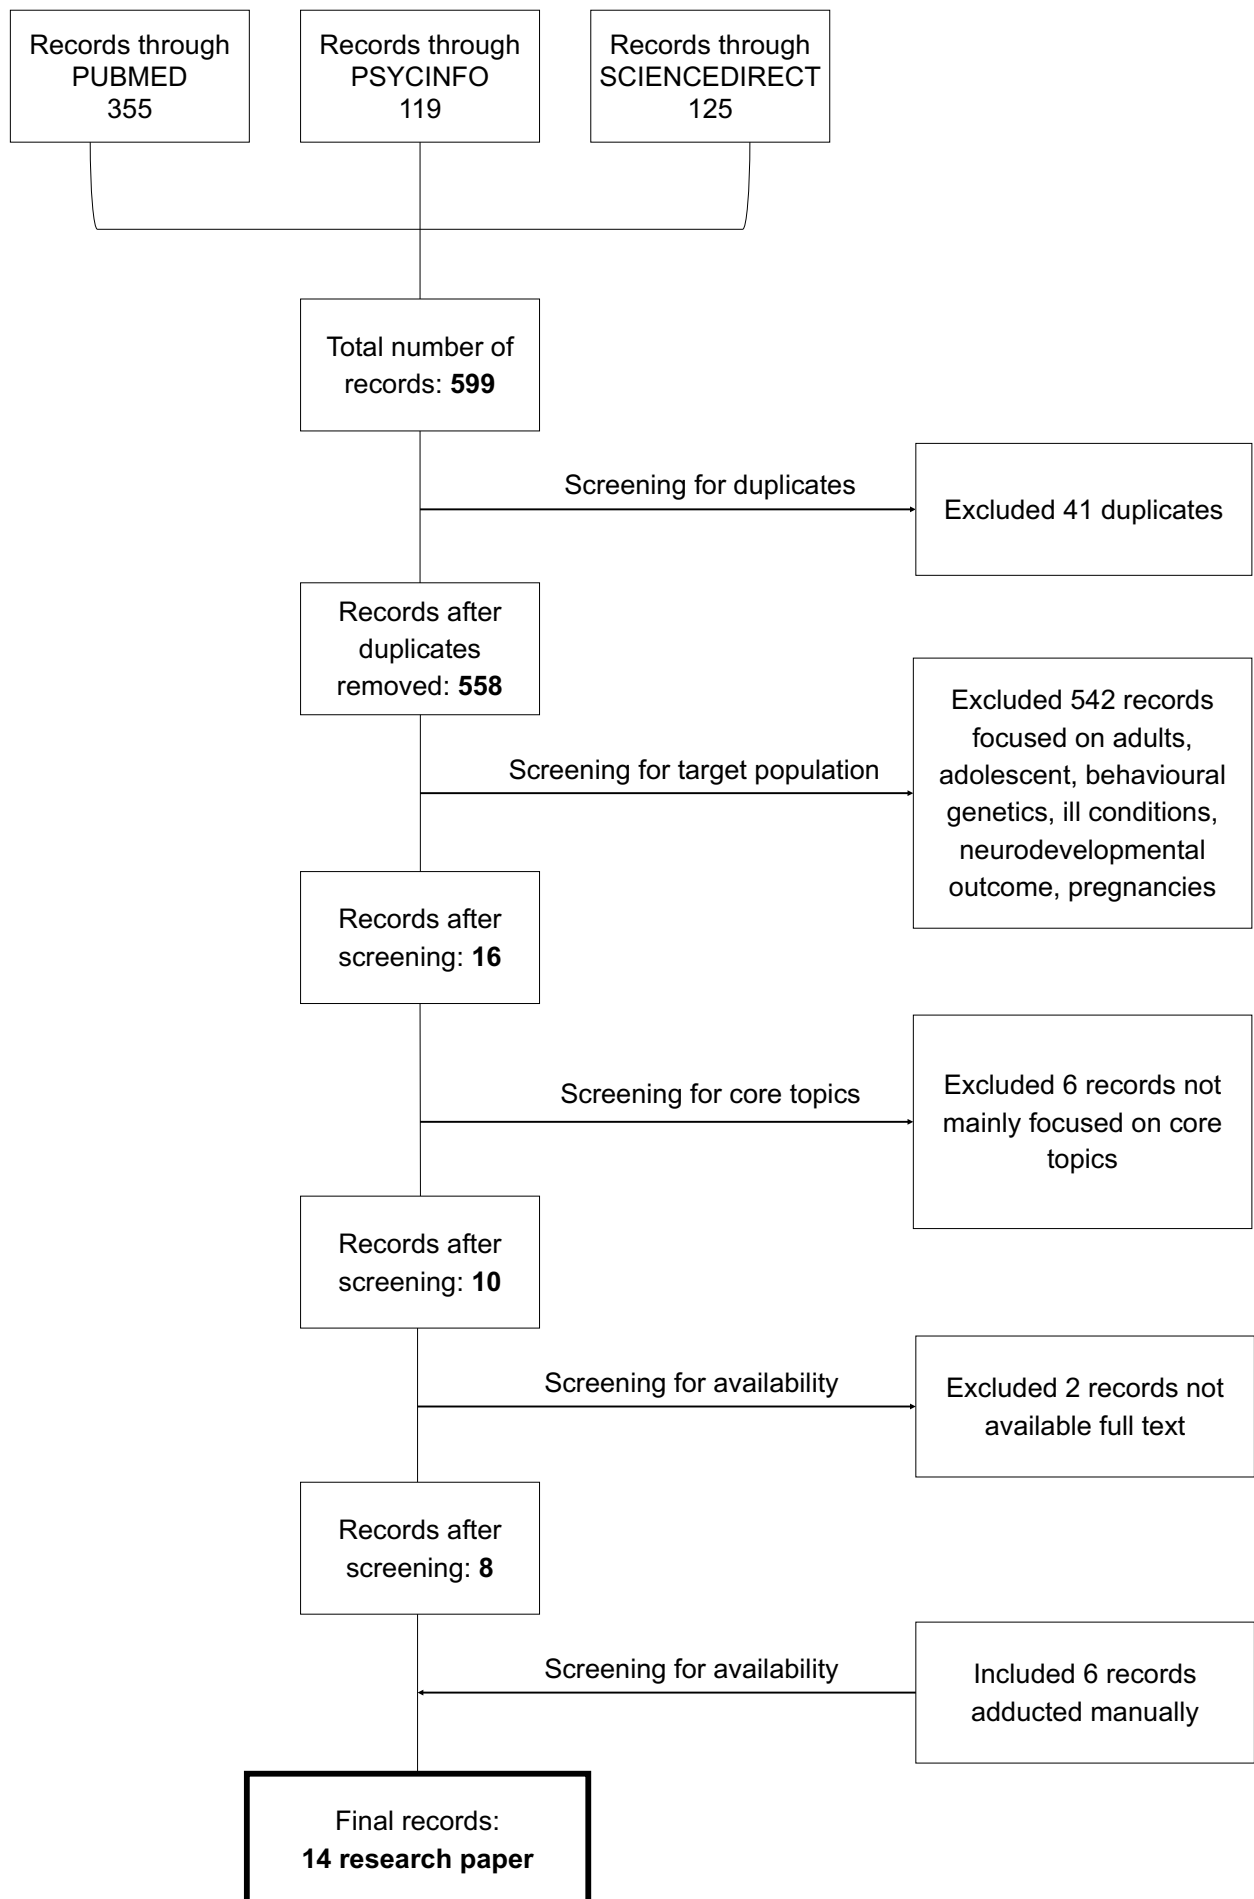 Records through
PUBMED
355
Records through
PSYCINFO
119
Records through
SCIENCEDIRECT
125
Total number of
records: 599
Screening for duplicates
Excluded 41 duplicates
Records after
duplicates
removed: 558
Screening for target population
Excluded 542 records
focused on adults,
adolescent, behavioural
genetics, ill conditions,
neurodevelopmental
outcome, pregnancies
Records after
screening: 16
Screening for core topics
Excluded 6 records not
mainly focused on core
topics
Records after
screening: 10
Screening for availability
Excluded 2 records not
available full text
Records after
screening: 8
Screening for availability
Included 6 records
adducted manually
Final records:
14 research paper